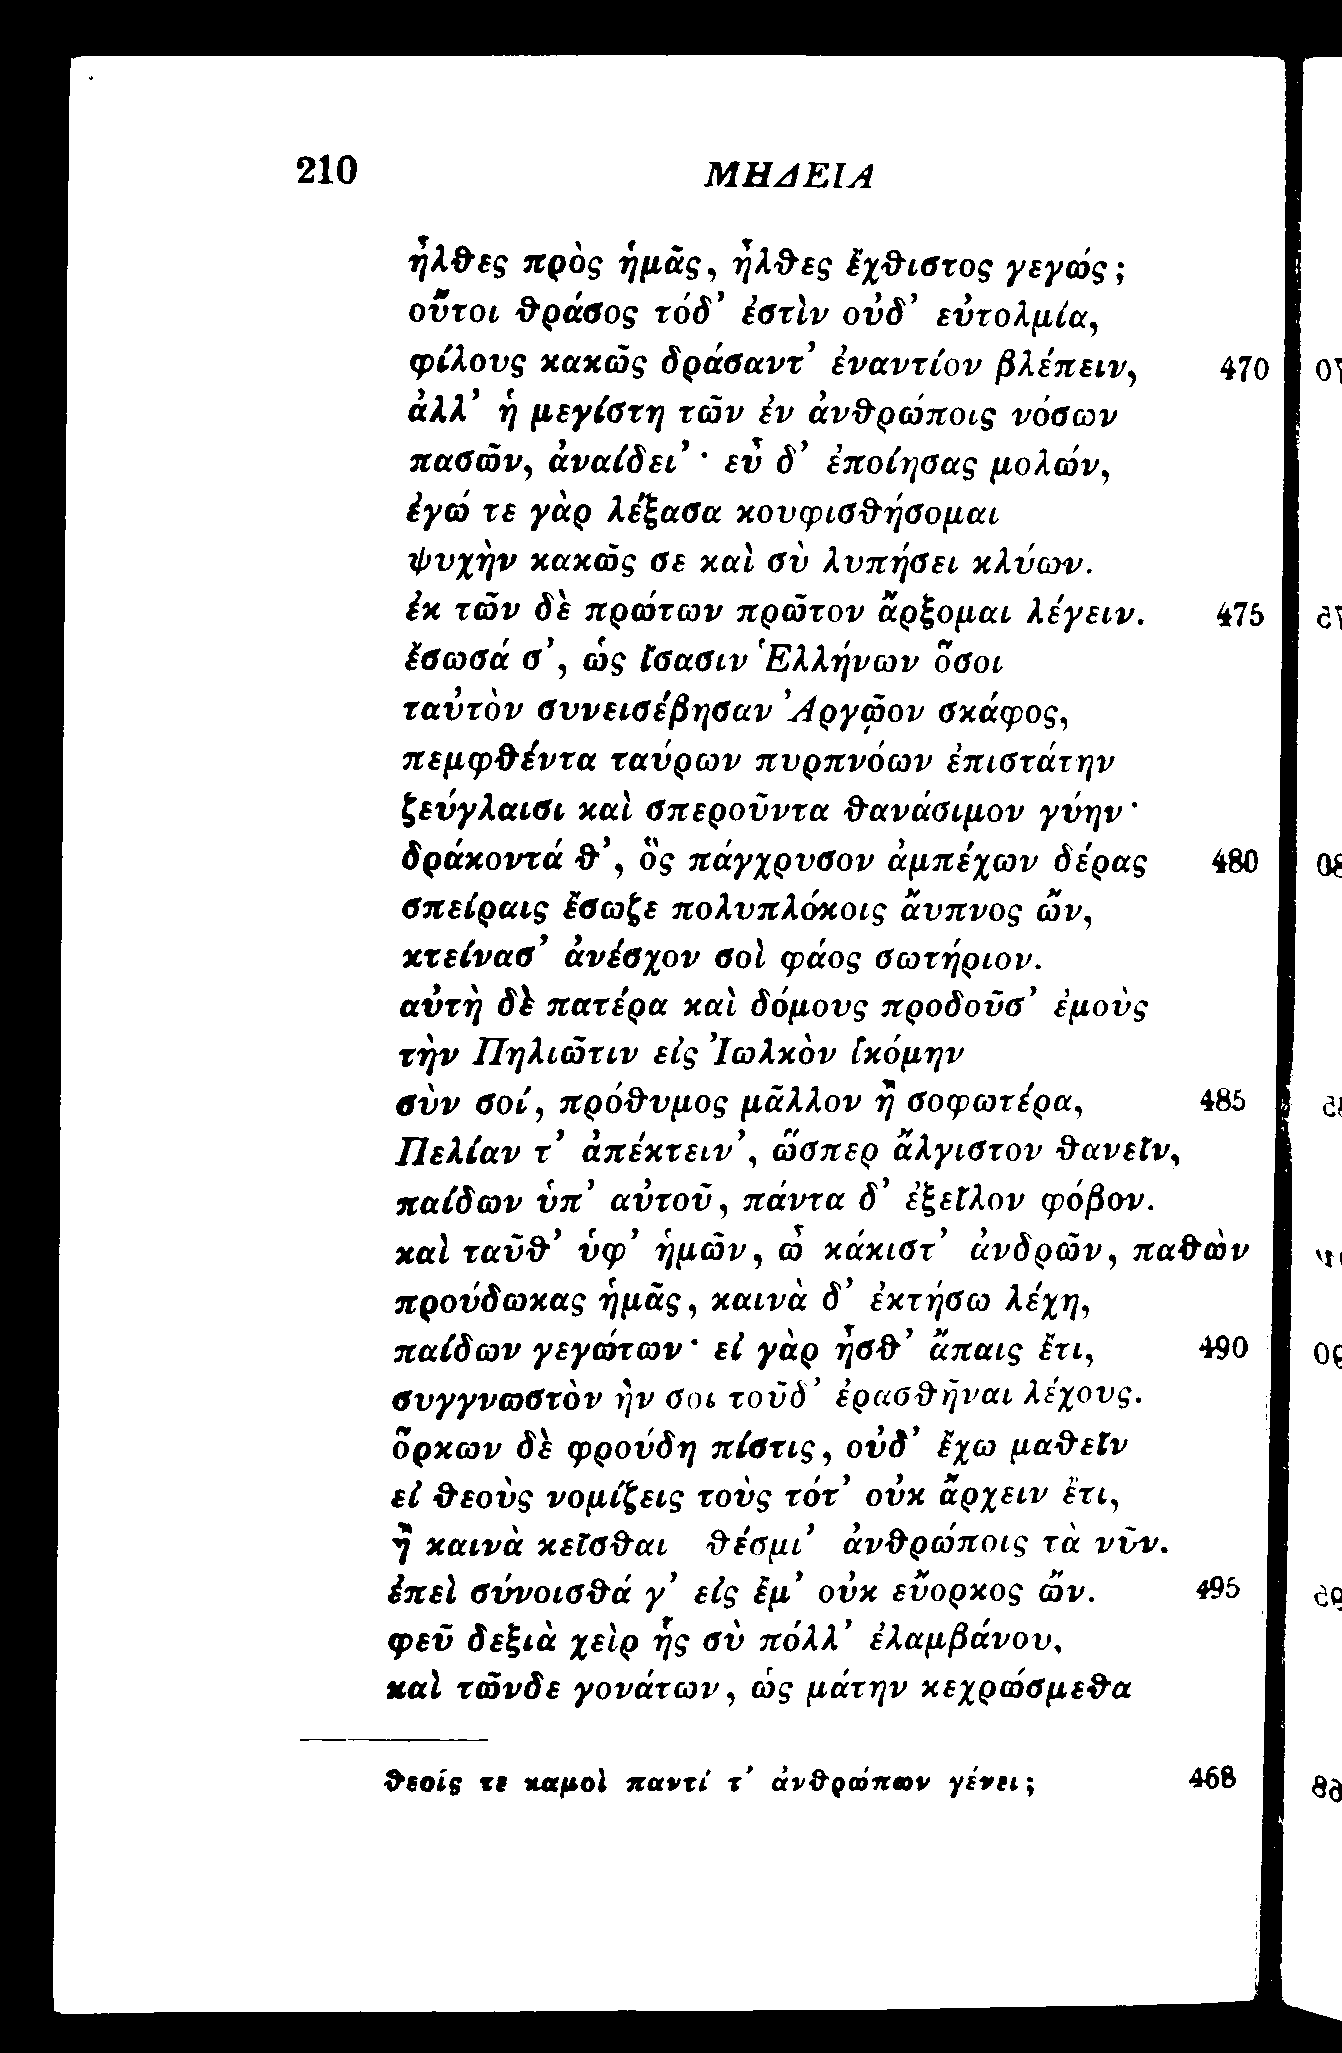 210 ΜΗΔΕΙΑ
ἦλθες πρὸς ἡμᾶς, ἦλθες ἔχθιστος γεγώς;
οὔτοι θράσος τόδ’ ἐστὶν οὐδ’ εὐτολμία,
φίλους κακῶς δράσαντ’ ἐναντίον βλέπειν, 470
ἀλλ’ ἡ μεγίστη τῶν ἐν ἀνθρώποις νόσων
πασῶν, ἀναίδει’· εὖ δ’ ἐποίησας μολών,
ἐγώ τε γὰρ λέξασα κουφισθήσομαι
ψυχὴν κακῶς σε καὶ σὺ λυπήσει κλύων.
ἐκ τῶν δὲ πρώτων πρῶτον ἄρξομαι λέγειν. 475
ἔσωσά σ’, ὡς ἴσασιν Ἑλλήνων ὅσοι
ταὐτὸν συνεισέβησαν Ἀργῷον σκάφος,
πεμφθέντα ταύρων πυρπνόων ἐπιστάτην
ζεύγλαισι καὶ σπεροῦντα θανάσιμον γύην·
δράκοντά θ’, ὃς πάγχρυσον ἀμπέχων δέρας 480
σπείραις ἔσωζε πολυπλόκοις ἄυπνος ὤν,
κτείνασ’ ἀνέσχον σοὶ φάος σωτήριον.
αὐτὴ δὲ πατέρα καὶ δόμους προδοῦσ’ ἐμοὺς
τὴν Πηλιῶτιν εἰς Ἰωλκὸν ἱκόμην
σὺν σοί, πρόθυμος μᾶλλον ἢ σοφωτέρα, 485
Πελίαν τ’ ἀπέκτειν’, ὥσπερ ἄλγιστον θανεῖν,
παίδων ὑπ’ αὐτοῦ, πάντα δ’ ἐξεῖλον φόβον.
καὶ ταῦθ’ ὑφ’ ἡμῶν, ὦ κάκιστ’ ἀνδρῶν, παθὼν
προύδωκας ἡμᾶς, καινὰ δ’ ἐκτήσω λέχη,
παίδων γεγώτων· εἰ γὰρ ἦσθ’ ἄπαις ἔτι, 490
συγγνωστὸν ἦν σοι τοῦδ’ ἐρασθῆναι λέχους.
ὅρκων δὲ φρούδη πίστις, οὐδ’ ἔχω μαθεῖν
εἰ θεοὺς νομίζεις τοὺς τότ’ οὐκ ἄρχειν ἔτι,
ἢ καινὰ κεῖσθαι θέσμι’ ἀνθρώποις τὰ νῦν.
ἐπεὶ σύνοισθά γ’ εἰς ἔμ’ οὐκ εὔορκος ὤν. 495
φεῦ δεξιὰ χεὶρ ἧς σὺ πόλλ’ ἐλαμβάνου,
καὶ τῶνδε γονάτων, ὡς μάτην κεχρώσμεθα
θεοῖς τε καμοὶ παντί τ’ ἀνθρώπων γένει; 468